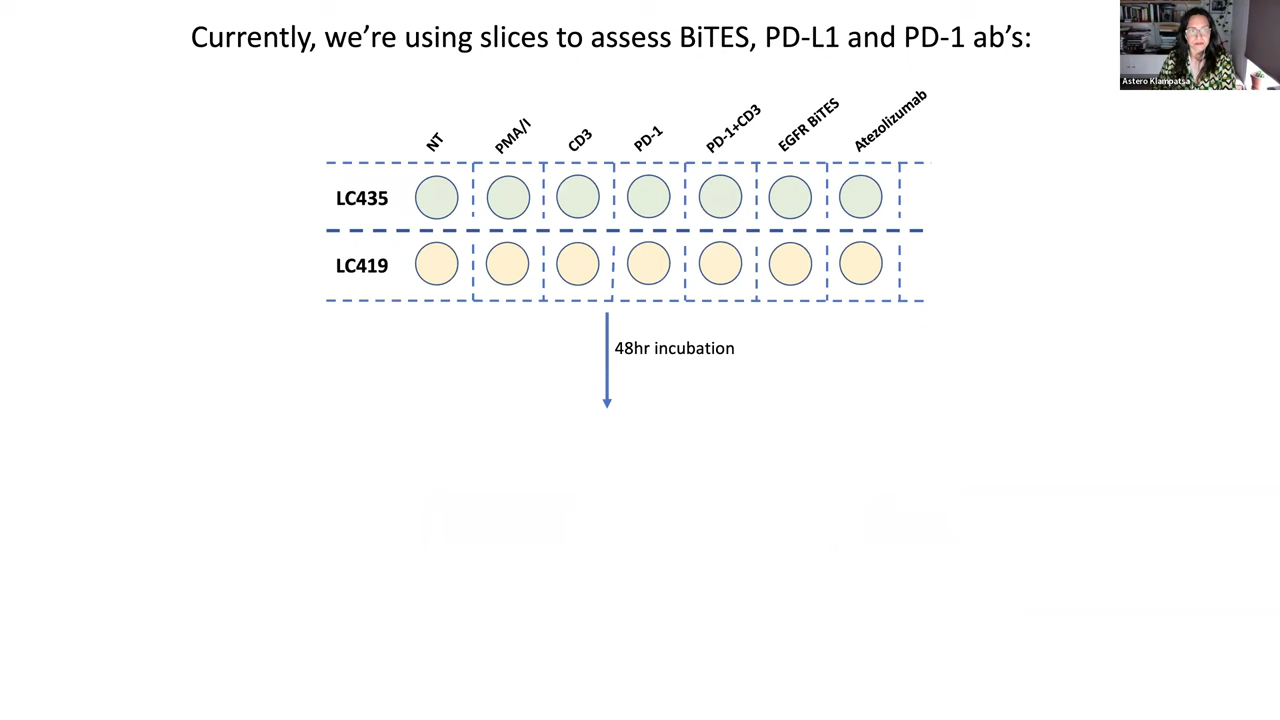 Currently, we're using slices to assess BiTES, PD-L1 and PD-1 ab's:
Astero Klampatsa
NT
PMA/I
CD3
PD-1
PD-1+CD3
EGFR BiTES
Atezolizumab
LC435
LC419
48hr incubation